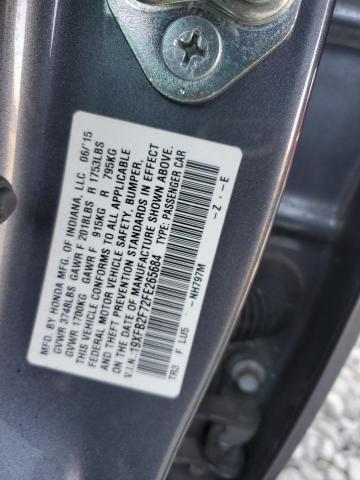 MFD. BY HONDA MFG. OF INDIANA, LLC 06/15
GVWR 3748LBS GAWR F 2018LBS R 1753LBS
GVWR 1700KG GAWR F 915KG R 795KG
THIS VEHICLE CONFORMS TO ALL APPLICABLE
FEDERAL MOTOR VEHICLE SAFETY, BUMPER,
AND THEFT PREVENTION STANDARDS IN EFFECT
ON THE DATE OF MANUFACTURE SHOWN ABOVE.
V.I.N. 19XFB2F72FE265684 TYPE: PASSENGER CAR
NH797M -Z -E
TR3 F LU5